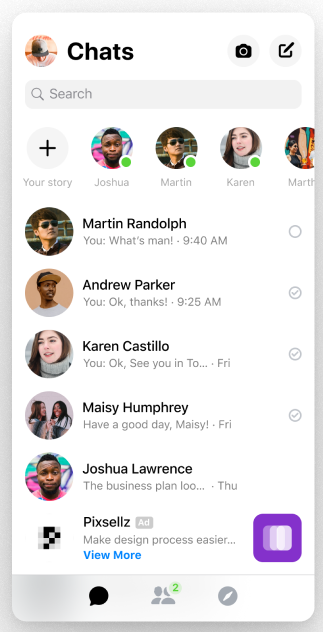 Chats
Search
Your story
Joshua
Martin
Karen
Marth
Martin Randolph
You: What's man! · 9:40 AM
Andrew Parker
You: Ok, thanks! · 9:25 AM
Karen Castillo
You: Ok, See you in To... · Fri
Maisy Humphrey
Have a good day, Maisy! · Fri
Joshua Lawrence
The business plan loo... · Thu
Pixsellz Ad
Make design process easier...
View More
2